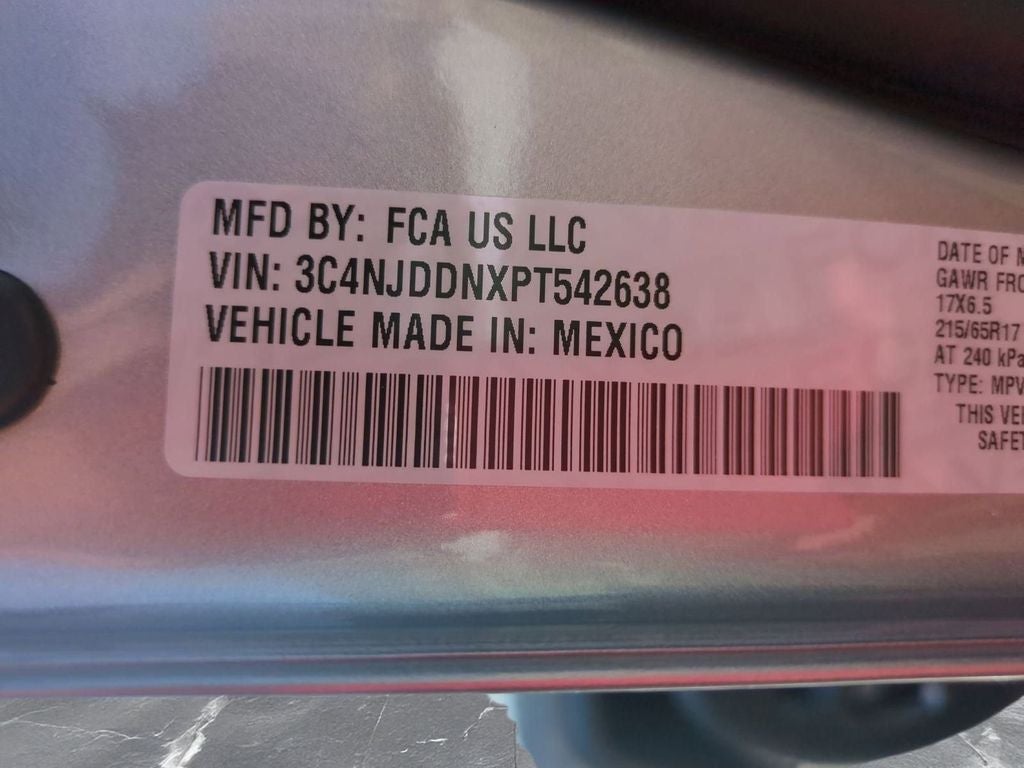 MFD BY: FCA US LLC
VIN: 3C4NJDDNXPT542638
VEHICLE MADE IN: MEXICO
DATE OF M
GAWR FRO
17X6.5
215/65R17
AT 240 kPa
TYPE: MPV
THIS VE
SAFET